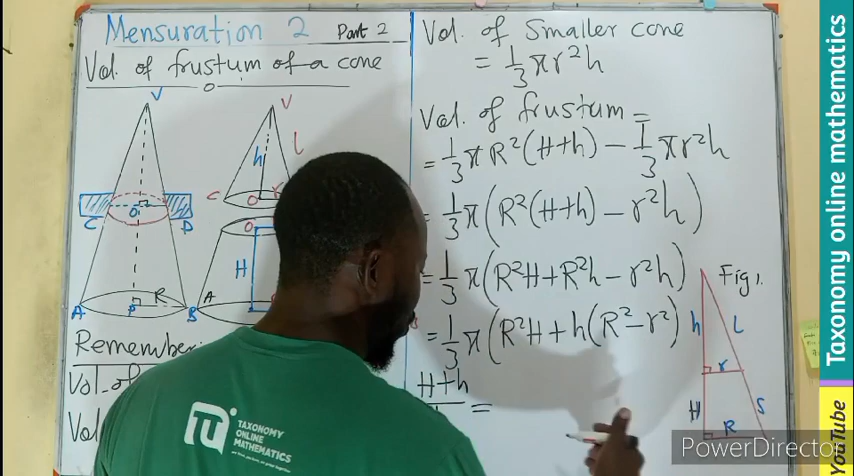 Mensuration 2 Part 2
Vol. of frustum of a cone
V
O
C
D
A
P
R
B
V
h
l
C
O
r
O
H
A
Remember
Vol. of
Vol
Vol. of Smaller cone
= 1/3 πr²h
Vol. of frustum =
= 1/3 πR²(H+h) − 1/3 πr²h
= 1/3 π(R²(H+h) − r²h)
= 1/3 π(R²H+R²h − r²h)
= 1/3 π(R²H + h(R²−r²)
H+h
=
Fig 1.
h
l
r
H
S
R
TAXONOMY
ONLINE
MATHEMATICS
Taxonomy online mathematics
YouTube
PowerDirector